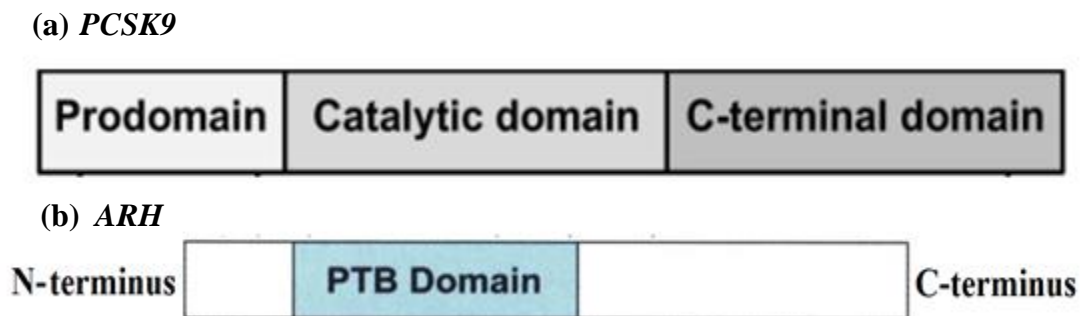 (a) PCSK9
Prodomain Catalytic domain C-terminal domain
(b) ARH
N-terminus PTB Domain C-terminus